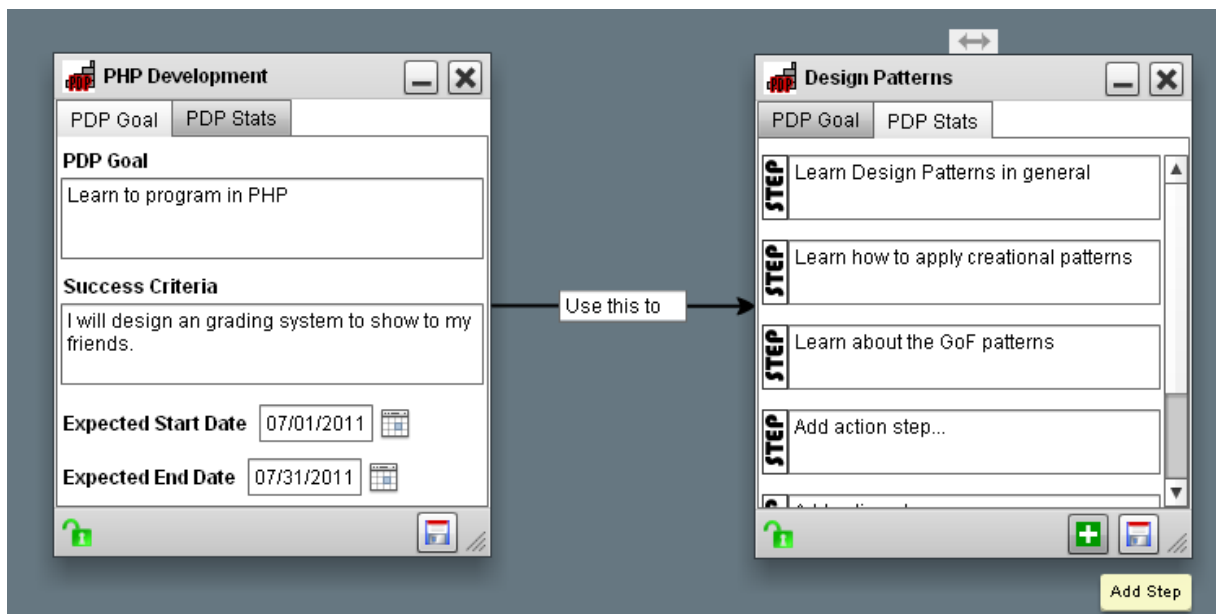 PDP PHP Development
PDP Goal PDP Stats
PDP Goal
Learn to program in PHP
Success Criteria
I will design an grading system to show to my
friends.
Expected Start Date 07/01/2011
Expected End Date 07/31/2011
Use this to
PDP Design Patterns
PDP Goal PDP Stats
STEP Learn Design Patterns in general
STEP Learn how to apply creational patterns
STEP Learn about the GoF patterns
STEP Add action step...
Add Step